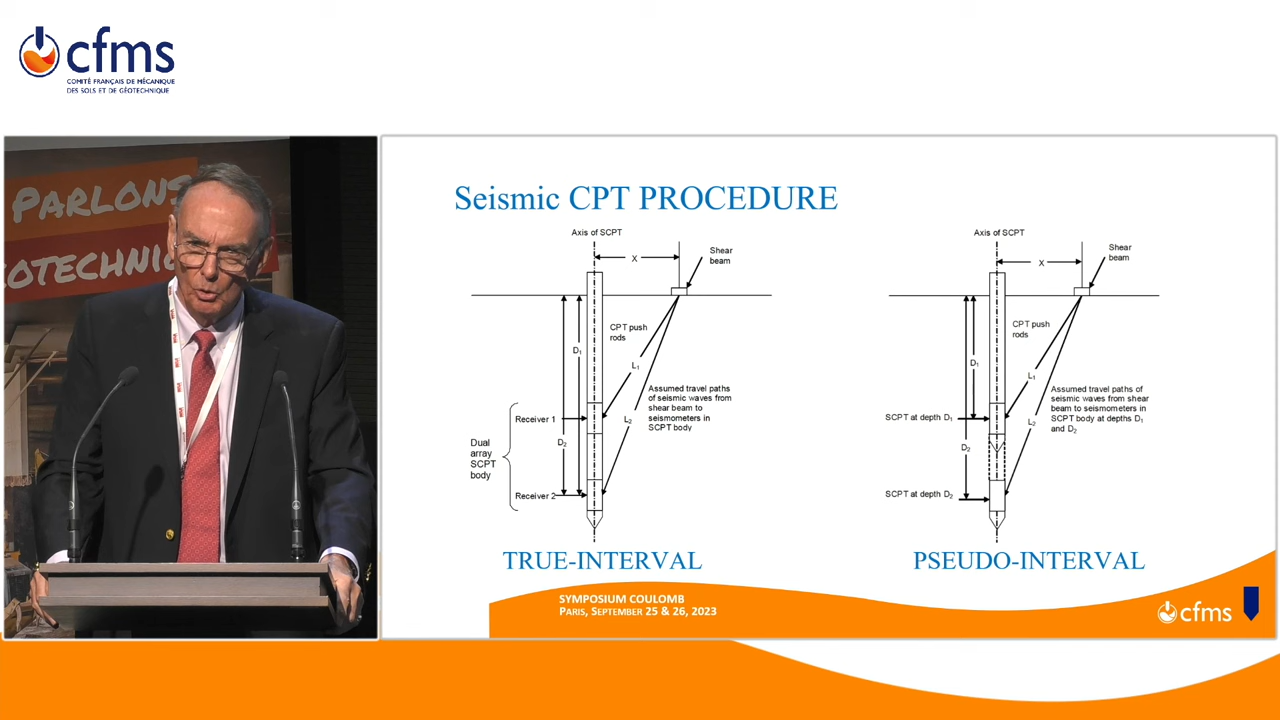 cfms
COMITÉ FRANÇAIS DE MÉCANIQUE
DES SOLS ET DE GÉOTECHNIQUE
PARLONS
Seismic CPT PROCEDURE
Axis of SCPT
X
Shear
beam
CPT push
rods
D1
L1
Assumed travel paths
of seismic waves from
shear beam to
seismometers in
SCPT body
L2
Receiver 1
D2
Dual
array
SCPT
body
Receiver 2
TRUE-INTERVAL
Axis of SCPT
X
Shear
beam
CPT push
rods
D1
L1
Assumed travel paths of
seismic waves from shear
beam to seismometers in
SCPT body at depths D1
and D2
SCPT at depth D1
L2
D2
SCPT at depth D2
PSEUDO-INTERVAL
SYMPOSIUM COULOMB
PARIS, SEPTEMBER 25 & 26, 2023
cfms